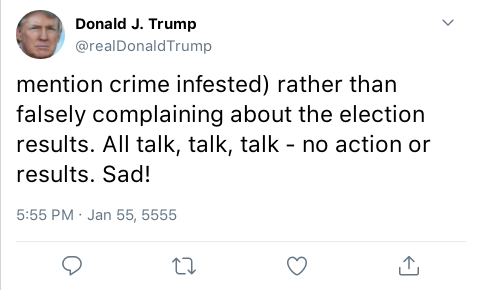 Donald J. Trump
@realDonaldTrump
mention crime infested) rather than
falsely complaining about the election
results. All talk, talk, talk - no action or
results. Sad!
5:55 PM · Jan 55, 5555